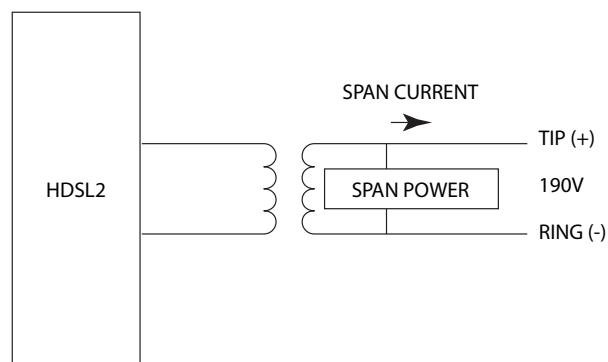 SPAN CURRENT
TIP (+)
HDSL2
SPAN POWER
190V
RING (-)